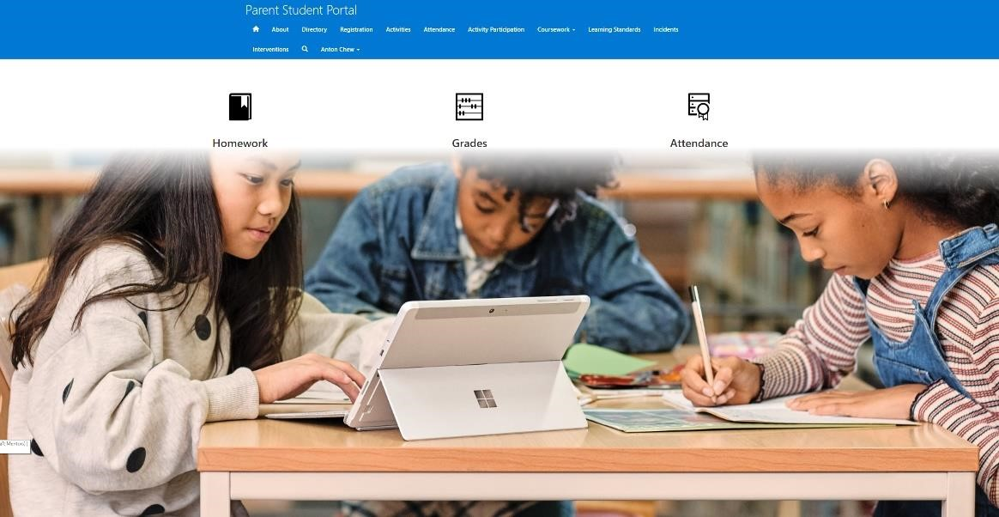 Parent Student Portal
About Directory Registration Activities Attendance Activity Participation Coursework Learning Standards Incidents
Interventions Anton Chew
Homework Grades Attendance